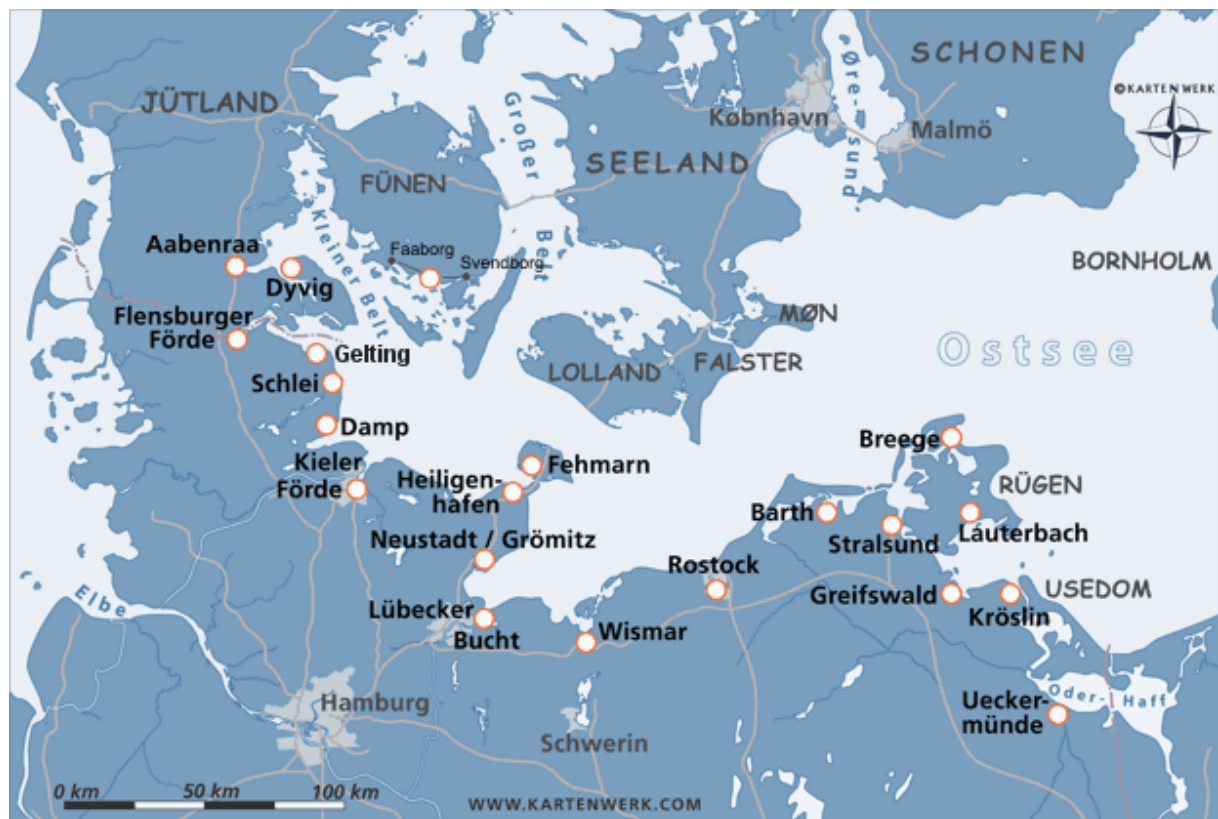 SCHONEN
Øre-sund
©KARTENWERK
JÜTLAND
Großer
Belt
København
Malmö
SEELAND
FÜNEN
Kleiner Belt
Aabenraa
Faaborg
Svendborg
Dyvig
BORNHOLM
Flensburger
Förde
MØN
Gelting
Ostsee
LOLLAND
FALSTER
Schlei
Damp
Breege
Kieler
Förde
Fehmarn
Heiligen-
hafen
RÜGEN
Barth
Lauterbach
Stralsund
Neustadt / Grömitz
Rostock
Elbe
Greifswald
USEDOM
Kröslin
Lübecker
Bucht
Wismar
Oder-Haff
Hamburg
Uecker-
münde
Schwerin
0 km 50 km 100 km
WWW.KARTENWERK.COM